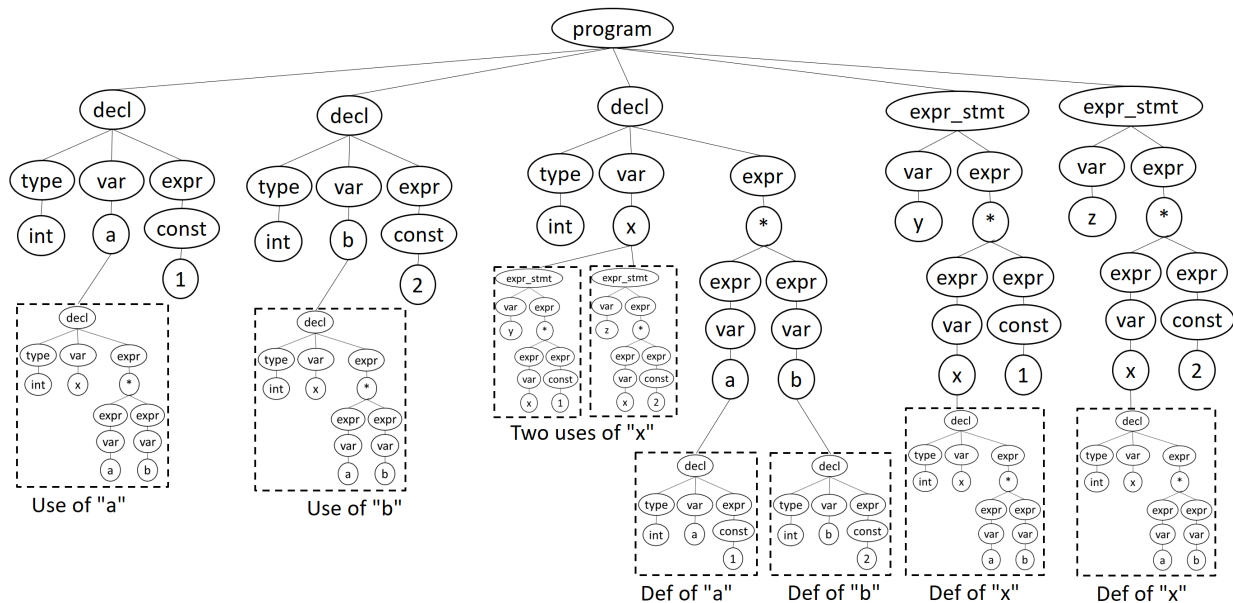 program
decl decl decl expr_stmt expr_stmt
type var expr type var expr type var expr var expr var expr
int a const int b const int x * y * z *
1 2 expr expr expr expr expr expr
var var var const var const
a b x 1 x 2
decl
type var expr
int x *
expr expr
var var
a b
Use of "a"
decl
type var expr
int x *
expr expr
var var
a b
Use of "b"
expr_stmt
var expr
y *
expr expr
var const
x 1
expr_stmt
var expr
z *
expr expr
var const
x 2
Two uses of "x"
decl
type var expr
int a const
1
Def of "a"
decl
type var expr
int b const
2
Def of "b"
decl
type var expr
int x *
expr expr
var var
a b
Def of "x"
decl
type var expr
int x *
expr expr
var var
a b
Def of "x"